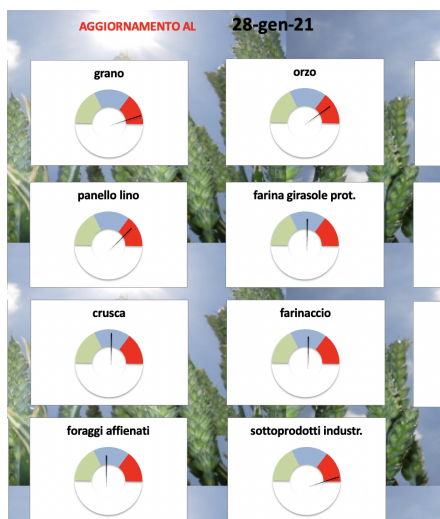 AGGIORNAMENTO AL 28-gen-21
grano orzo
panello lino farina girasole prot.
crusca farinaccio
foraggi affienati sottoprodotti industr.